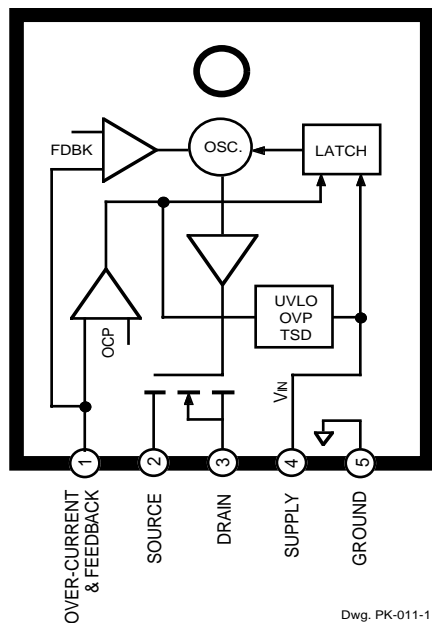 FDBK
OSC.
LATCH
UVLO
OVP
TSD
OCP
VIN
1
2
3
4
5
OVER-CURRENT
& FEEDBACK
SOURCE
DRAIN
SUPPLY
GROUND
Dwg. PK-011-1